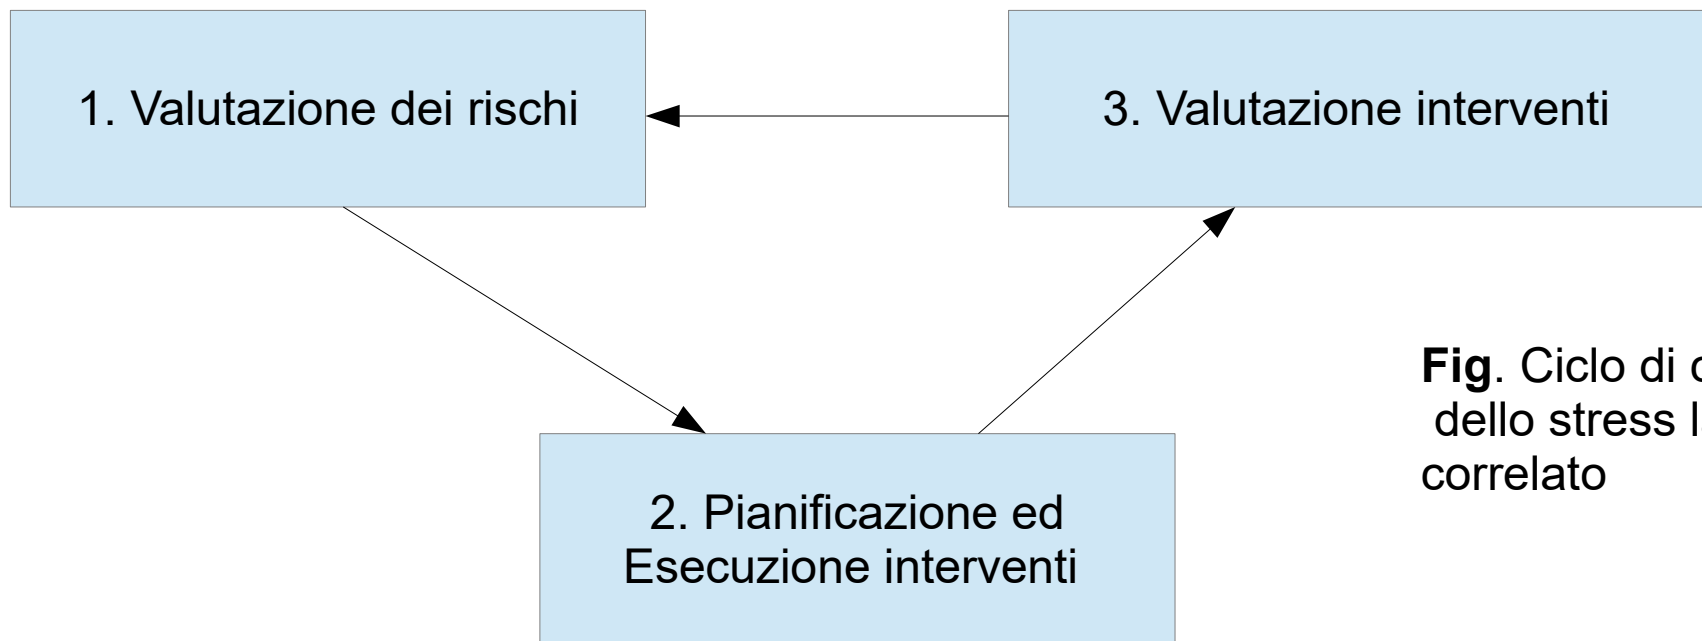 1. Valutazione dei rischi
3. Valutazione interventi
2. Pianificazione ed
Esecuzione interventi
Fig. Ciclo di
dello stress
correlato